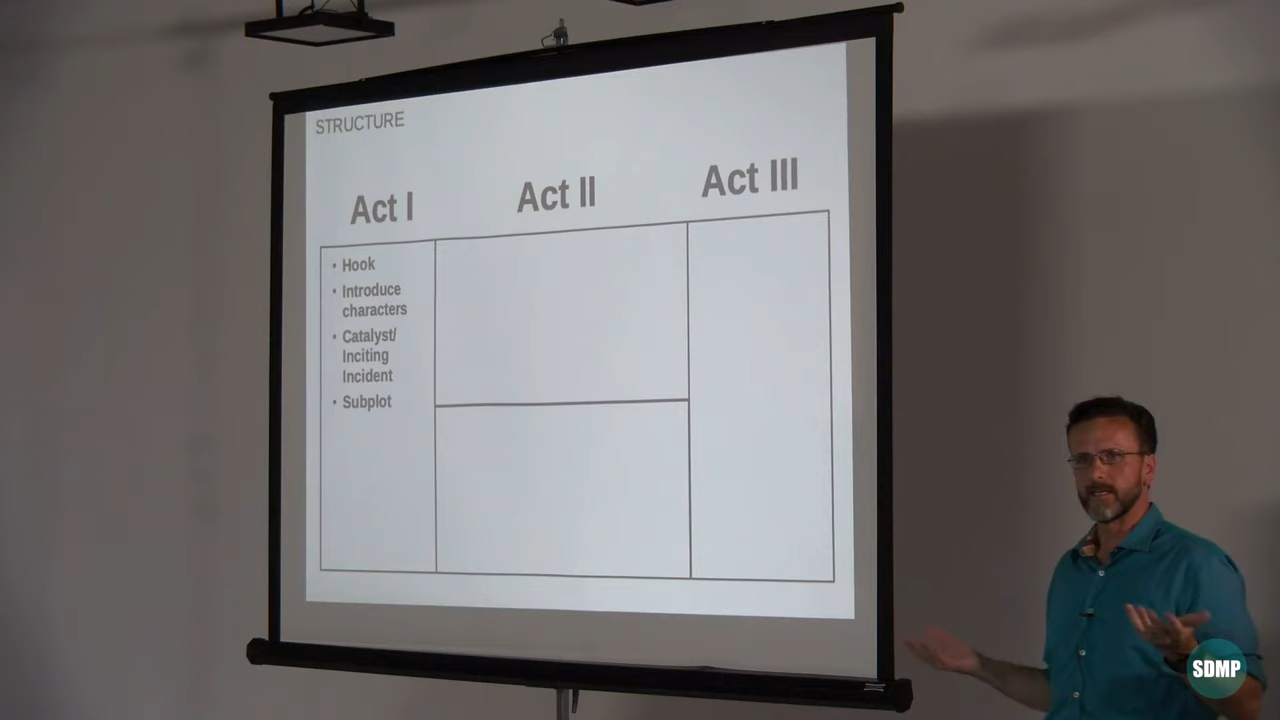 STRUCTURE
Act I
Act II
Act III
• Hook
• Introduce
characters
• Catalyst/
Inciting
Incident
• Subplot
SDMP